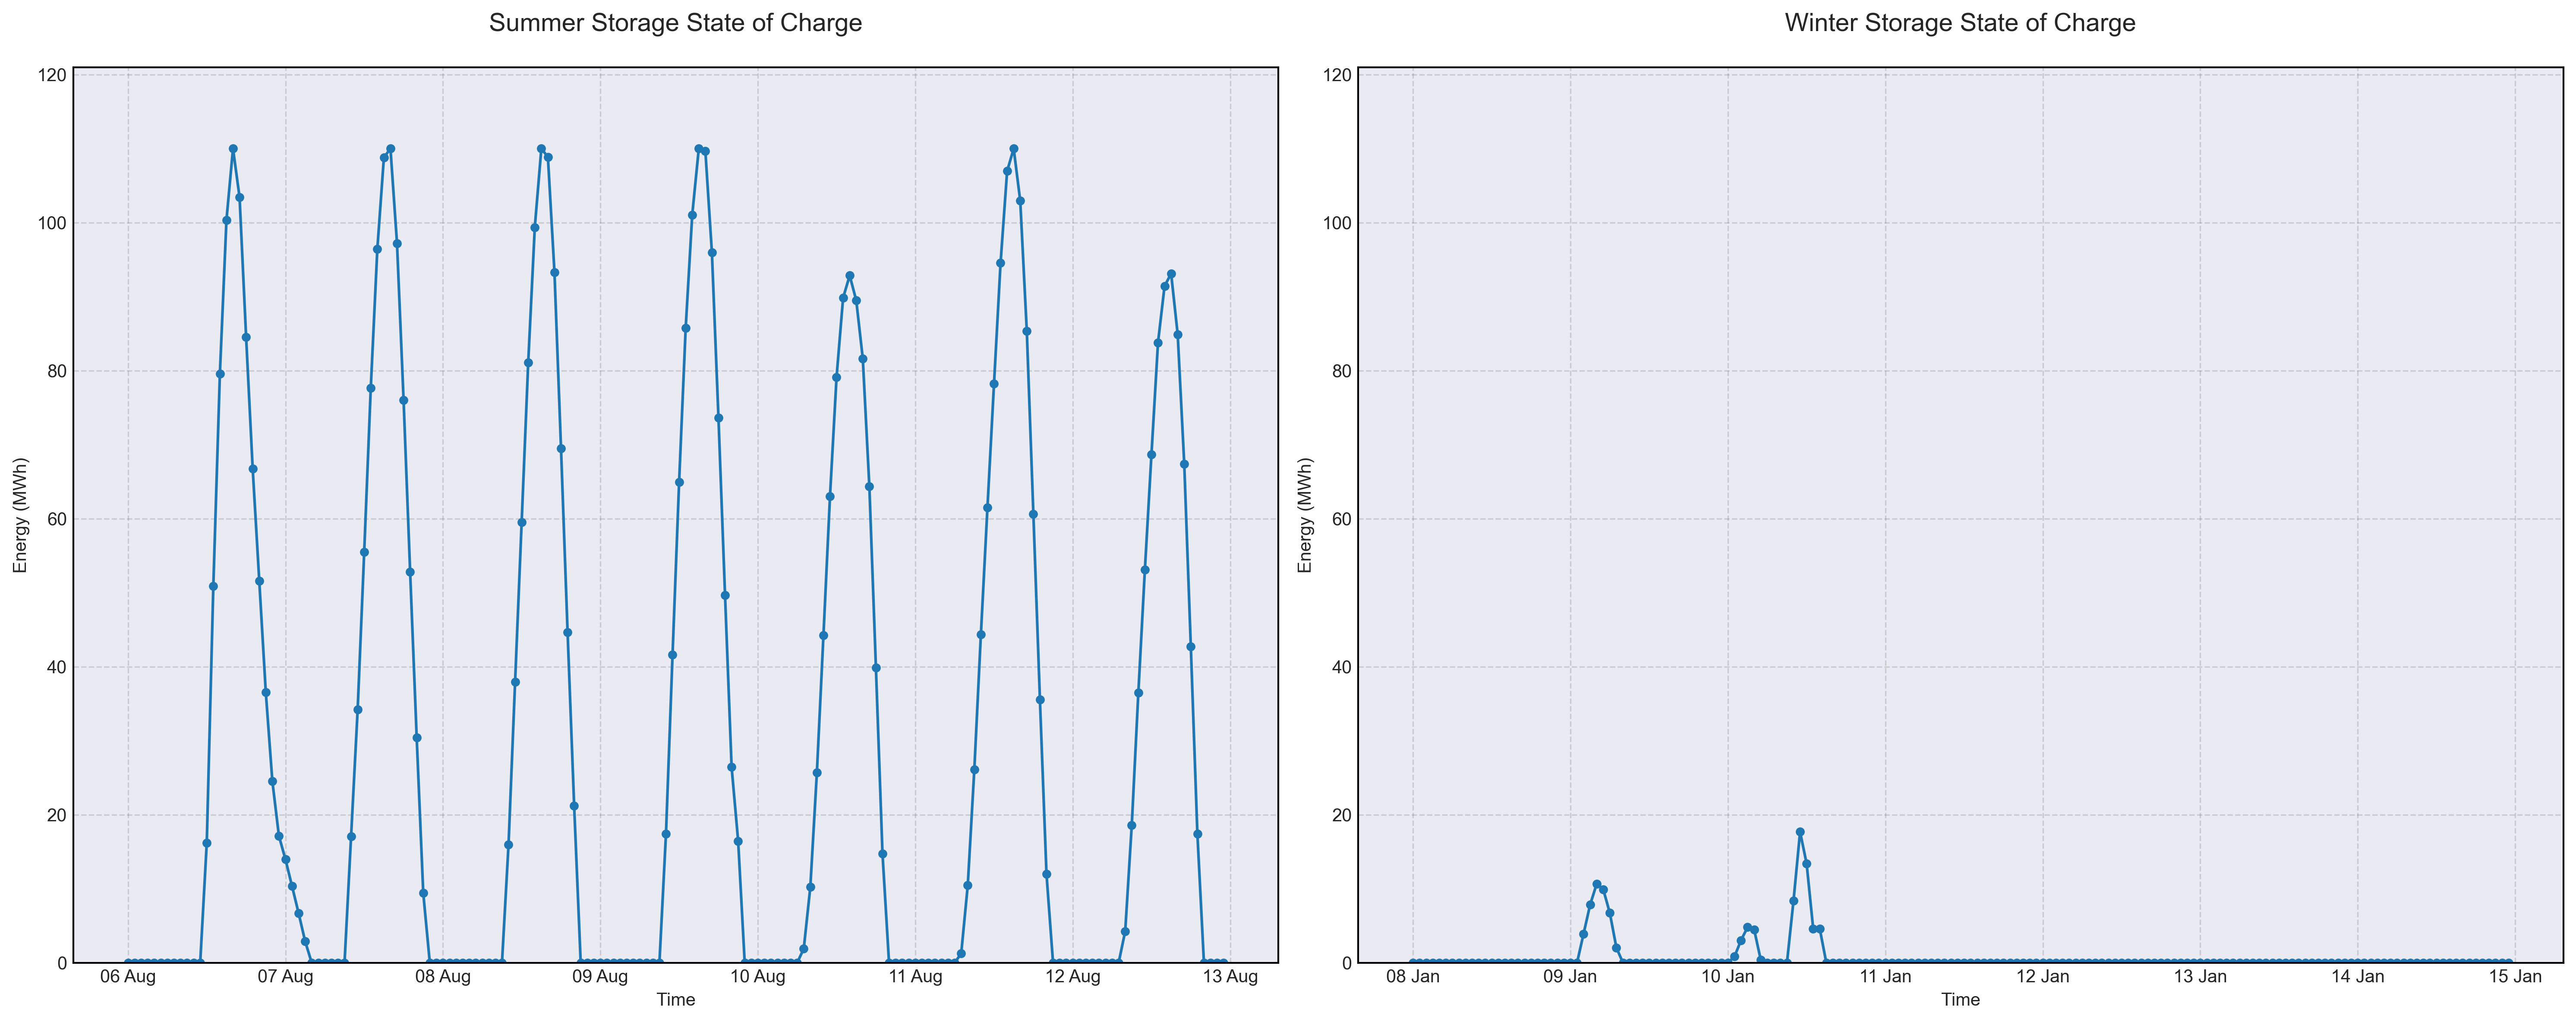 Summer Storage State of Charge
120
100
80
60
40
20
0
Energy (MWh)
06 Aug 07 Aug 08 Aug 09 Aug 10 Aug 11 Aug 12 Aug 13 Aug
Time
Winter Storage State of Charge
120
100
80
60
40
20
0
Energy (MWh)
08 Jan 09 Jan 10 Jan 11 Jan 12 Jan 13 Jan 14 Jan 15 Jan
Time